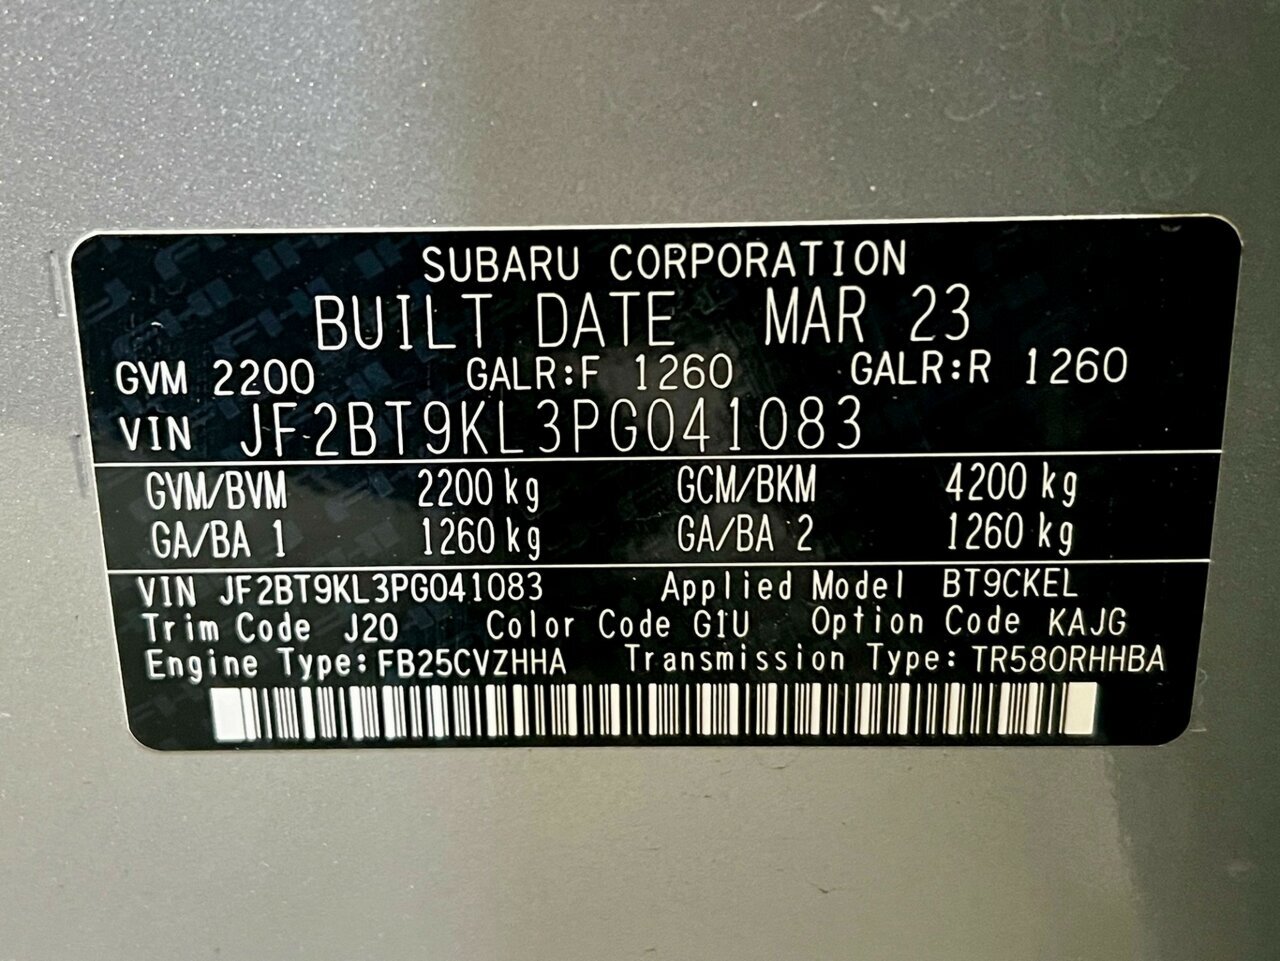 SUBARU CORPORATION
BUILT DATE MAR 23
GVM 2200 GALR:F 1260 GALR:R 1260
VIN JF2BT9KL3PG041083
GVM/BVM 2200 kg GCM/BKM 4200 kg
GA/BA 1 1260 kg GA/BA 2 1260 kg
VIN JF2BT9KL3PG041083 Applied Model BT9CKEL
Trim Code J20 Color Code G1U Option Code KAJG
Engine Type:FB25CVZHHA Transmission Type:TR580RHHBA